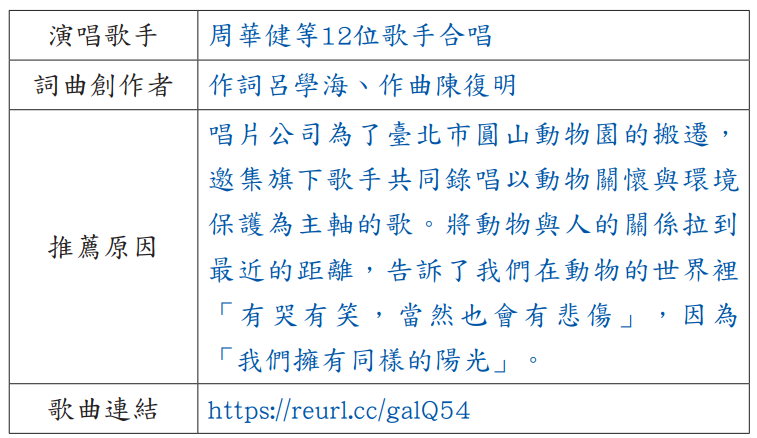 演唱歌手 周華健等12位歌手合唱
詞曲創作者 作詞呂學海、作曲陳復明
推薦原因
唱片公司為了臺北市圓山動物園的搬遷，
邀集旗下歌手共同錄唱以動物關懷與環境
保護為主軸的歌。將動物與人的關係拉到
最近的距離，告訴了我們在動物的世界裡
「有哭有笑，當然也會有悲傷」，因為
「我們擁有同樣的陽光」。
歌曲連結 https://reurl.cc/galQ54